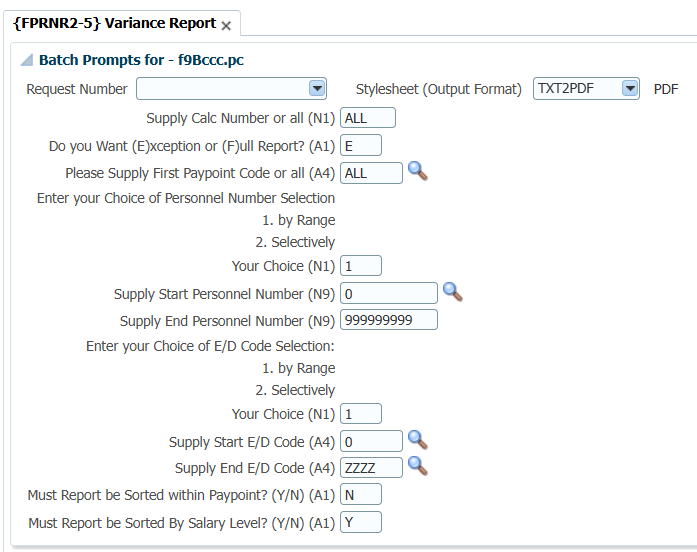 {FPRNR2-5} Variance Report ×
Batch Prompts for - f9Bccc.pc
Request Number Stylesheet (Output Format) TXT2PDF PDF
Supply Calc Number or all (N1) ALL
Do you Want (E)xception or (F)ull Report? (A1) E
Please Supply First Paypoint Code or all (A4) ALL
Enter your Choice of Personnel Number Selection
1. by Range
2. Selectively
Your Choice (N1) 1
Supply Start Personnel Number (N9) 0
Supply End Personnel Number (N9) 999999999
Enter your Choice of E/D Code Selection:
1. by Range
2. Selectively
Your Choice (N1) 1
Supply Start E/D Code (A4) 0
Supply End E/D Code (A4) ZZZZ
Must Report be Sorted within Paypoint? (Y/N) (A1) N
Must Report be Sorted By Salary Level? (Y/N) (A1) Y